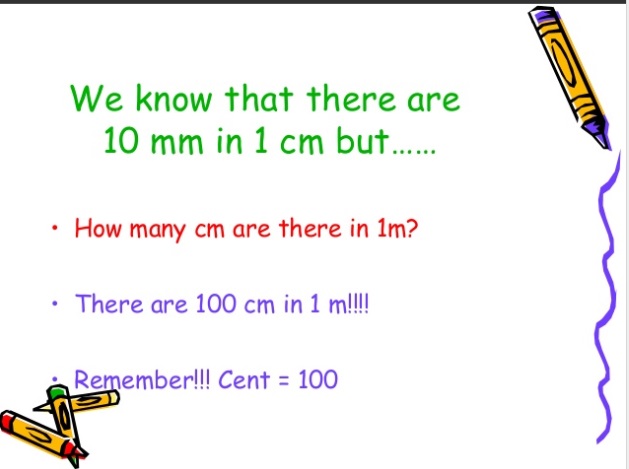 We know that there are
10 mm in 1 cm but……
• How many cm are there in 1m?
• There are 100 cm in 1 m!!!!
• Remember!!! Cent = 100